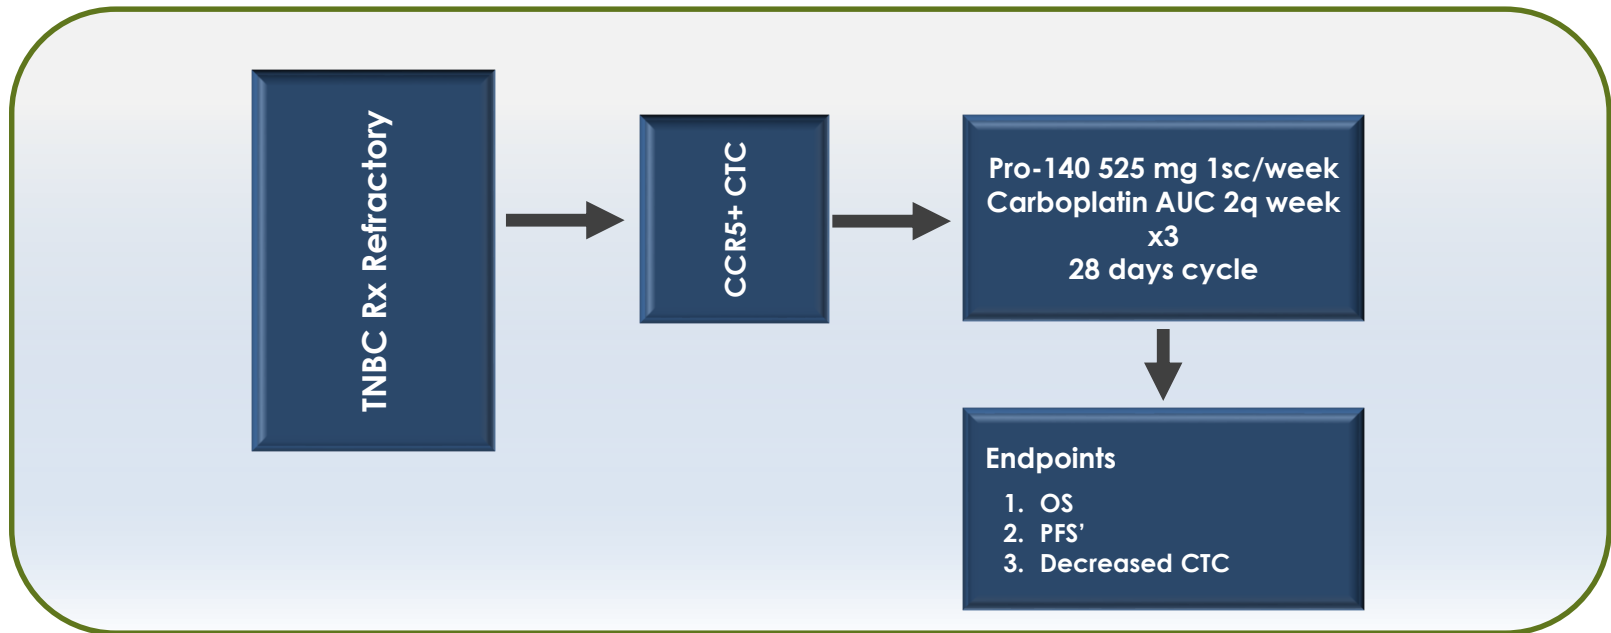 TNBC Rx Refractory
CCR5+ CTC
Pro-140 525 mg 1sc/week
Carboplatin AUC 2q week
x3
28 days cycle
Endpoints
1. OS
2. PFS’
3. Decreased CTC